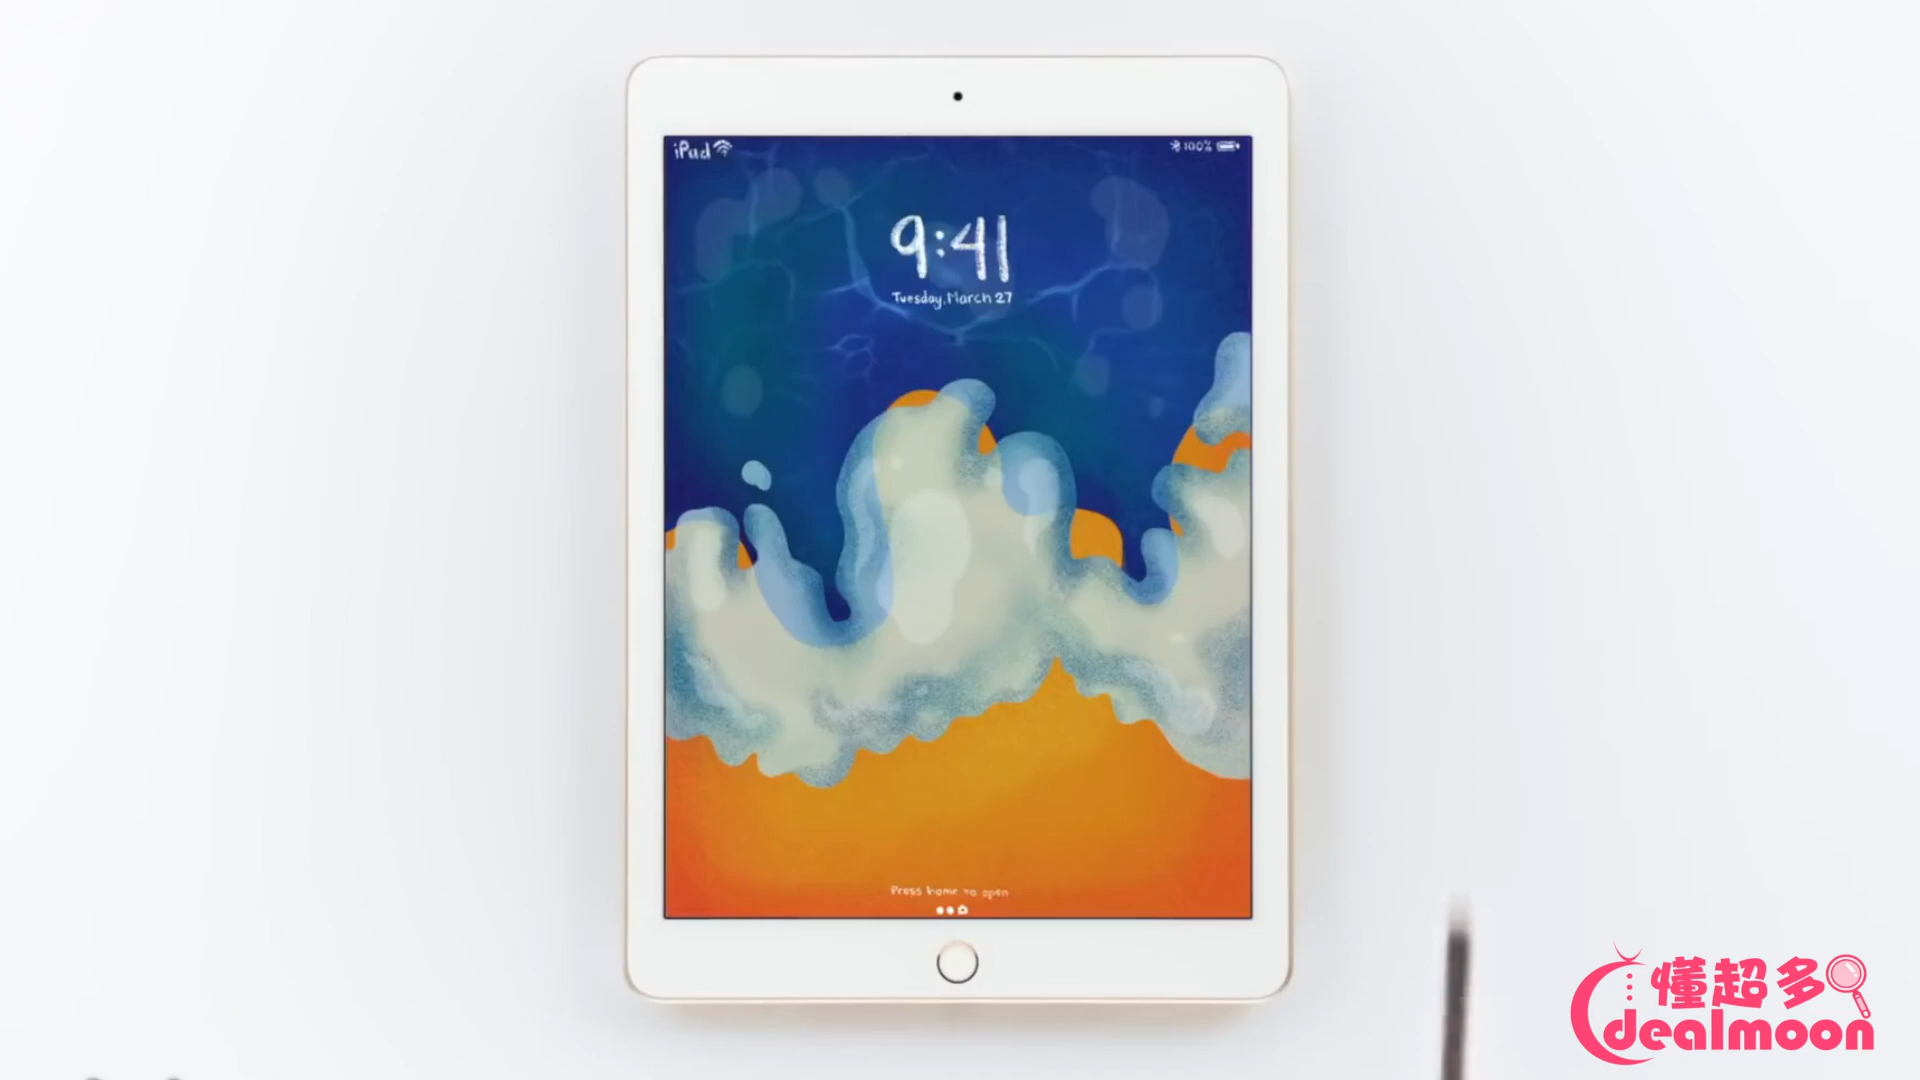 iPad
100%
9:41
Tuesday, March 27
Press home to open
懂超多
dealmoon